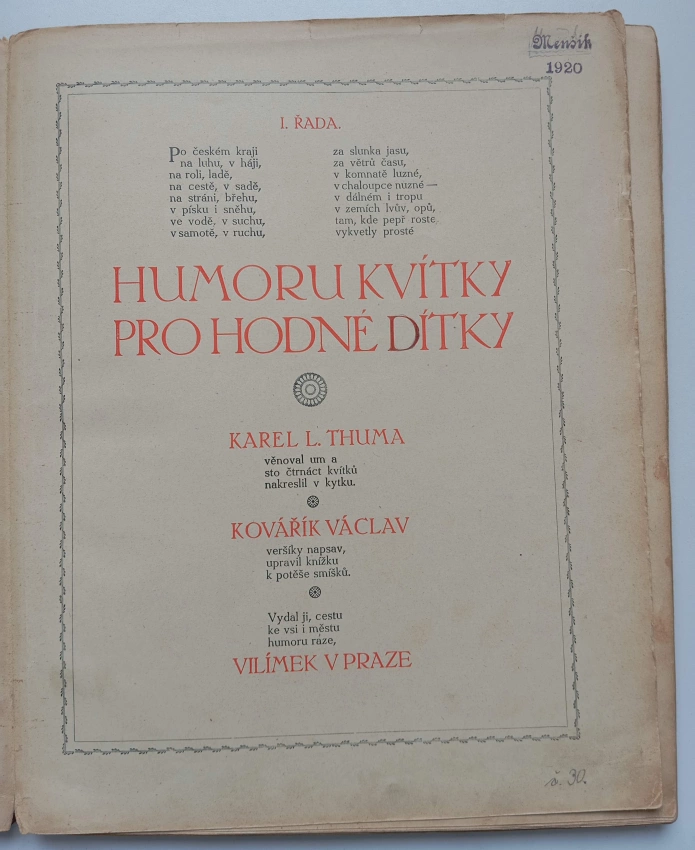 Menšík
1920
I. ŘADA.
Po českém kraji
na luhu, v háji,
na roli, ladě,
na cestě, v sadě,
na stráni, břehu,
v písku i sněhu,
ve vodě, v suchu,
v samotě, v ruchu,
za slunka jasu,
za větrů času,
v komnatě luzné,
v chaloupce nuzné —
v dálném i tropu
v zemích lvův, opů,
tam, kde pepř roste,
vykvetly prosté
HUMORU KVÍTKY
PRO HODNÉ DÍTKY
KAREL L. THUMA
věnoval um a
sto čtrnáct kvítků
nakreslil v kytku.
KOVÁŘÍK VÁCLAV
veršíky napsav,
upravil knížku
k potěše smíšků.
Vydal ji, cestu
ke vsi i městu
humoru raze,
VILÍMEK V PRAZE
č. 30.